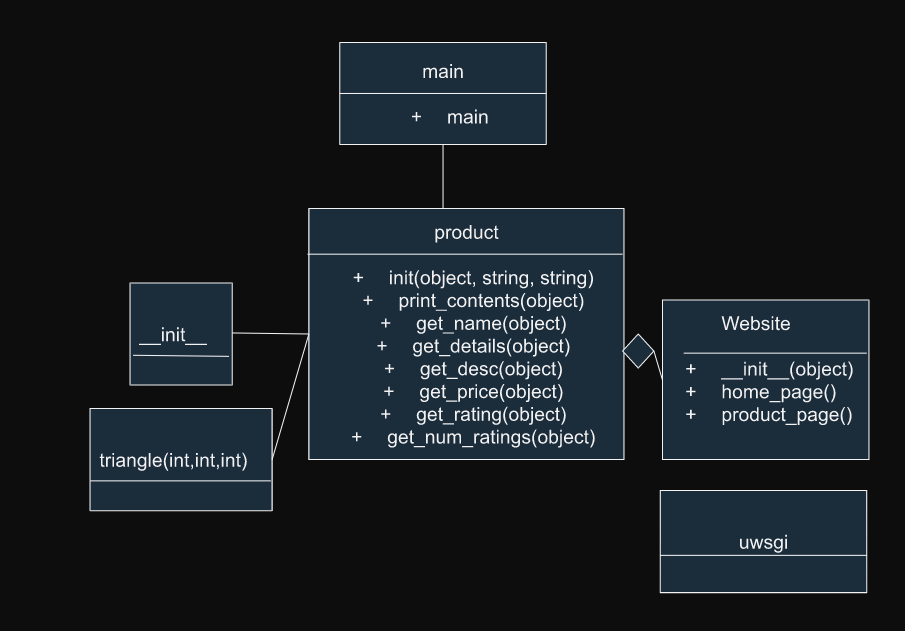 main
+ main
product
+ init(object, string, string)
+ print_contents(object)
+ get_name(object)
+ get_details(object)
+ get_desc(object)
+ get_price(object)
+ get_rating(object)
+ get_num_ratings(object)
__init__
triangle(int,int,int)
Website
+ __init__(object)
+ home_page()
+ product_page()
uwsgi